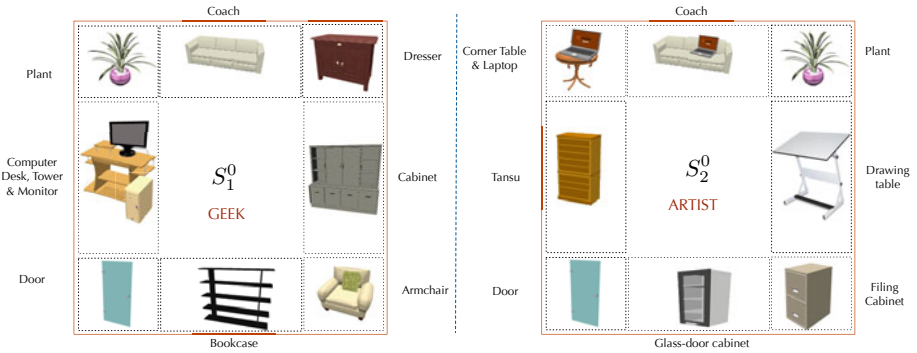 Coach
Plant
Dresser
Computer
Desk, Tower
& Monitor
S₁⁰
GEEK
Cabinet
Door
Armchair
Bookcase
Coach
Corner Table
& Laptop
Plant
Tansu
S₂⁰
ARTIST
Drawing
table
Door
Filing
Cabinet
Glass-door cabinet